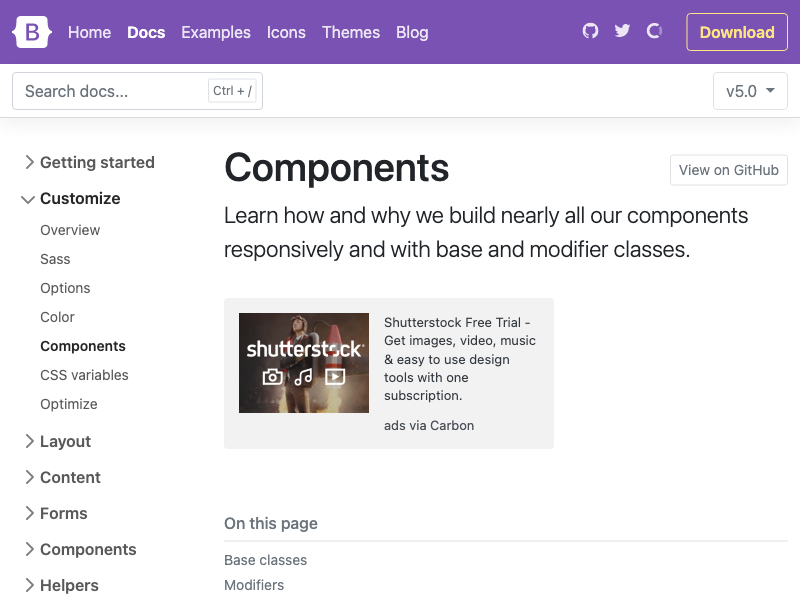 B Home Docs Examples Icons Themes Blog Download
Search docs... Ctrl + / v5.0
Getting started
Customize
Overview
Sass
Options
Color
Components
CSS variables
Optimize
Layout
Content
Forms
Components
Helpers
Components
View on GitHub
Learn how and why we build nearly all our components
responsively and with base and modifier classes.
shutterstock
Shutterstock Free Trial -
Get images, video, music
& easy to use design
tools with one
subscription.
ads via Carbon
On this page
Base classes
Modifiers